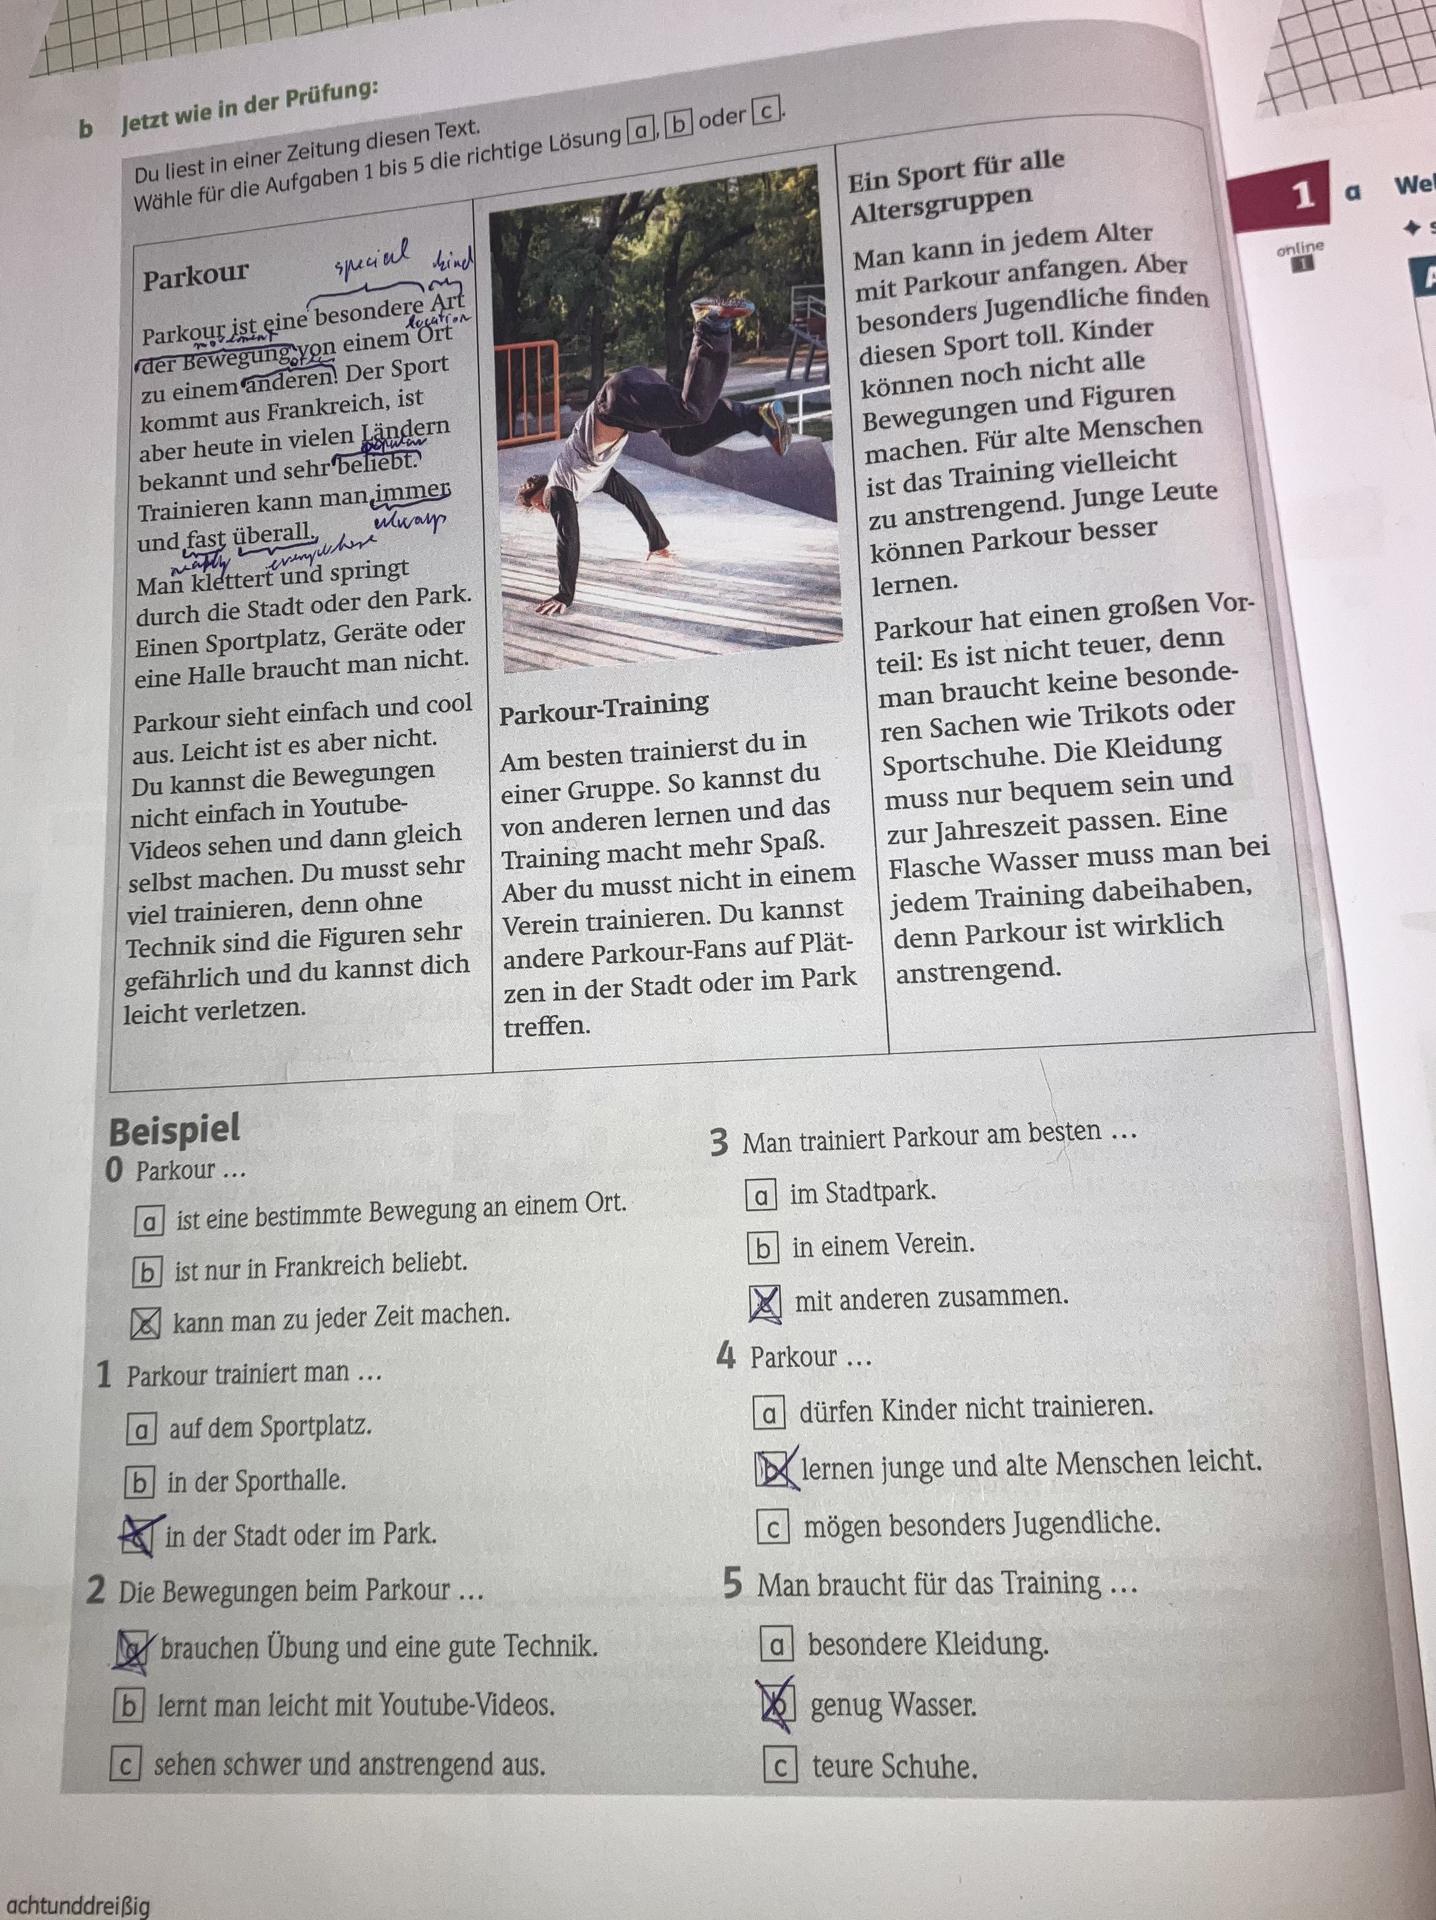 b Jetzt wie in der Prüfung:
Du liest in einer Zeitung diesen Text.
Wähle für die Aufgaben 1 bis 5 die richtige Lösung a, b oder c.
Parkour
special kind
Parkour ist eine besondere Art
movement location
der Bewegung von einem Ort
zu einem anderen! Der Sport
kommt aus Frankreich, ist
aber heute in vielen Ländern
popular
bekannt und sehr beliebt.
Trainieren kann man immer
always
und fast überall.
everywhere
Man klettert und springt
durch die Stadt oder den Park.
Einen Sportplatz, Geräte oder
eine Halle braucht man nicht.
Parkour sieht einfach und cool
aus. Leicht ist es aber nicht.
Du kannst die Bewegungen
nicht einfach in Youtube-
Videos sehen und dann gleich
selbst machen. Du musst sehr
viel trainieren, denn ohne
Technik sind die Figuren sehr
gefährlich und du kannst dich
leicht verletzen.
Parkour-Training
Am besten trainierst du in
einer Gruppe. So kannst du
von anderen lernen und das
Training macht mehr Spaß.
Aber du musst nicht in einem
Verein trainieren. Du kannst
andere Parkour-Fans auf Plät-
zen in der Stadt oder im Park
treffen.
Ein Sport für alle
Altersgruppen
Man kann in jedem Alter
mit Parkour anfangen. Aber
besonders Jugendliche finden
diesen Sport toll. Kinder
können noch nicht alle
Bewegungen und Figuren
machen. Für alte Menschen
ist das Training vielleicht
zu anstrengend. Junge Leute
können Parkour besser
lernen.
Parkour hat einen großen Vor-
teil: Es ist nicht teuer, denn
man braucht keine besonde-
ren Sachen wie Trikots oder
Sportschuhe. Die Kleidung
muss nur bequem sein und
zur Jahreszeit passen. Eine
Flasche Wasser muss man bei
jedem Training dabeihaben,
denn Parkour ist wirklich
anstrengend.
Beispiel
0 Parkour ...
a ist eine bestimmte Bewegung an einem Ort.
b ist nur in Frankreich beliebt.
c kann man zu jeder Zeit machen.
1 Parkour trainiert man ...
a auf dem Sportplatz.
b in der Sporthalle.
c in der Stadt oder im Park.
2 Die Bewegungen beim Parkour ...
a brauchen Übung und eine gute Technik.
b lernt man leicht mit Youtube-Videos.
c sehen schwer und anstrengend aus.
3 Man trainiert Parkour am besten ...
a im Stadtpark.
b in einem Verein.
c mit anderen zusammen.
4 Parkour ...
a dürfen Kinder nicht trainieren.
b lernen junge und alte Menschen leicht.
c mögen besonders Jugendliche.
5 Man braucht für das Training ...
a besondere Kleidung.
b genug Wasser.
c teure Schuhe.
achtunddreißig
1 a
online
1